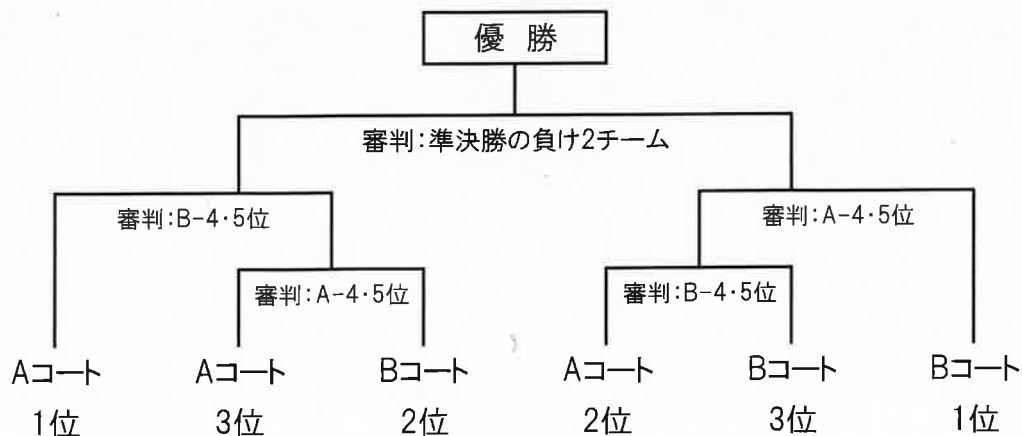 優 勝
審判:準決勝の負け2チーム
審判:B-4・5位
審判:A-4・5位
審判:A-4・5位
審判:B-4・5位
Aコート Aコート Bコート Aコート Bコート Bコート
1位 3位 2位 2位 3位 1位